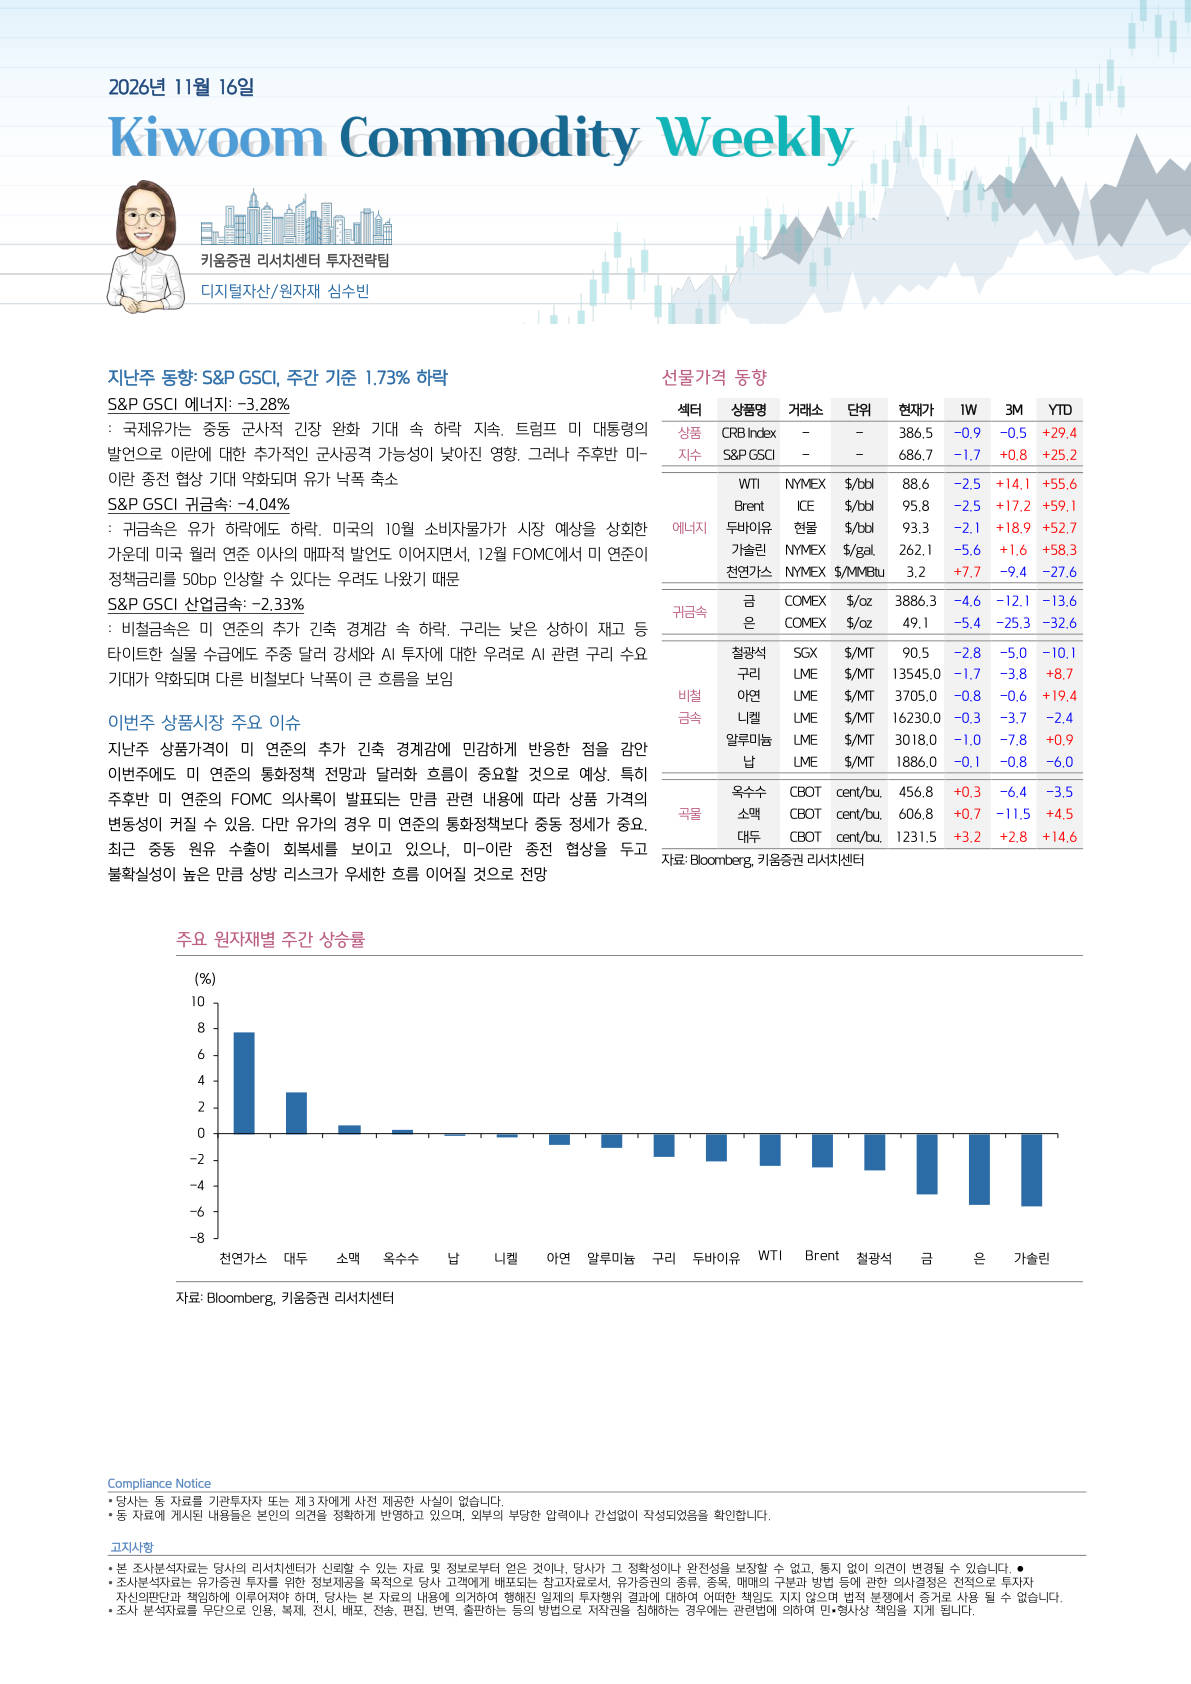 2026년 11월 16일
Kiwoom Commodity Weekly
키움증권 리서치센터 투자전략팀
디지털자산/원자재 심수빈
지난주 동향: S&P GSCI, 주간 기준 1.73% 하락
S&P GSCI 에너지: -3.28%
: 국제유가는 중동 군사적 긴장 완화 기대 속 하락 지속. 트럼프 미 대통령의
발언으로 이란에 대한 추가적인 군사공격 가능성이 낮아진 영향. 그러나 주후반 미-
이란 종전 협상 기대 약화되며 유가 낙폭 축소
S&P GSCI 귀금속: -4.04%
: 귀금속은 유가 하락에도 하락. 미국의 10월 소비자물가가 시장 예상을 상회한
가운데 미국 월러 연준 이사의 매파적 발언도 이어지면서, 12월 FOMC에서 미 연준이
정책금리를 50bp 인상할 수 있다는 우려도 나왔기 때문
S&P GSCI 산업금속: -2.33%
: 비철금속은 미 연준의 추가 긴축 경계감 속 하락. 구리는 낮은 상하이 재고 등
타이트한 실물 수급에도 주중 달러 강세와 AI 투자에 대한 우려로 AI 관련 구리 수요
기대가 약화되며 다른 비철보다 낙폭이 큰 흐름을 보임
이번주 상품시장 주요 이슈
지난주 상품가격이 미 연준의 추가 긴축 경계감에 민감하게 반응한 점을 감안
이번주에도 미 연준의 통화정책 전망과 달러화 흐름이 중요할 것으로 예상. 특히
주후반 미 연준의 FOMC 의사록이 발표되는 만큼 관련 내용에 따라 상품 가격의
변동성이 커질 수 있음. 다만 유가의 경우 미 연준의 통화정책보다 중동 정세가 중요.
최근 중동 원유 수출이 회복세를 보이고 있으나, 미-이란 종전 협상을 두고
불확실성이 높은 만큼 상방 리스크가 우세한 흐름 이어질 것으로 전망
선물가격 동향
섹터 상품명 거래소 단위 현재가 1W 3M YTD
상품 CRB Index - - 386.5 -0.9 -0.5 +29.4
지수 S&P GSCI - - 686.7 -1.7 +0.8 +25.2
WTI NYMEX $/bbl 88.6 -2.5 +14.1 +55.6
Brent ICE $/bbl 95.8 -2.5 +17.2 +59.1
에너지 두바이유 현물 $/bbl 93.3 -2.1 +18.9 +52.7
가솔린 NYMEX $/gal. 262.1 -5.6 +1.6 +58.3
천연가스 NYMEX $/MMBtu 3.2 +7.7 -9.4 -27.6
귀금속
금 COMEX $/oz 3886.3 -4.6 -12.1 -13.6
은 COMEX $/oz 49.1 -5.4 -25.3 -32.6
철광석 SGX $/MT 90.5 -2.8 -5.0 -10.1
구리 LME $/MT 13545.0 -1.7 -3.8 +8.7
비철 아연 LME $/MT 3705.0 -0.8 -0.6 +19.4
금속 니켈 LME $/MT 16230.0 -0.3 -3.7 -2.4
알루미늄 LME $/MT 3018.0 -1.0 -7.8 +0.9
납 LME $/MT 1886.0 -0.1 -0.8 -6.0
옥수수 CBOT cent/bu. 456.8 +0.3 -6.4 -3.5
곡물 소맥 CBOT cent/bu. 606.8 +0.7 -11.5 +4.5
대두 CBOT cent/bu. 1231.5 +3.2 +2.8 +14.6
자료: Bloomberg, 키움증권 리서치센터
주요 원자재별 주간 상승률
(%)
10
8
6
4
2
0
-2
-4
-6
-8
천연가스 대두 소맥 옥수수 납 니켈 아연 알루미늄 구리 두바이유 WTI Brent 철광석 금 은 가솔린
자료: Bloomberg, 키움증권 리서치센터
Compliance Notice
• 당사는 동 자료를 기관투자자 또는 제3자에게 사전 제공한 사실이 없습니다.
• 동 자료에 게시된 내용들은 본인의 의견을 정확하게 반영하고 있으며, 외부의 부당한 압력이나 간섭없이 작성되었음을 확인합니다.
고지사항
• 본 조사분석자료는 당사의 리서치센터가 신뢰할 수 있는 자료 및 정보로부터 얻은 것이나, 당사가 그 정확성이나 완전성을 보장할 수 없고, 통지 없이 의견이 변경될 수 있습니다. ●
• 조사분석자료는 유가증권 투자를 위한 정보제공을 목적으로 당사 고객에게 배포되는 참고자료로서, 유가증권의 종류, 종목, 매매의 구분과 방법 등에 관한 의사결정은 전적으로 투자자
자신의판단과 책임하에 이루어져야 하며, 당사는 본 자료의 내용에 의거하여 행해진 일체의 투자행위 결과에 대하여 어떠한 책임도 지지 않으며 법적 분쟁에서 증거로 사용 될 수 없습니다.
• 조사 분석자료를 무단으로 인용, 복제, 전시, 배포, 전송, 편집, 번역, 출판하는 등의 방법으로 저작권을 침해하는 경우에는 관련법에 의하여 민•형사상 책임을 지게 됩니다.